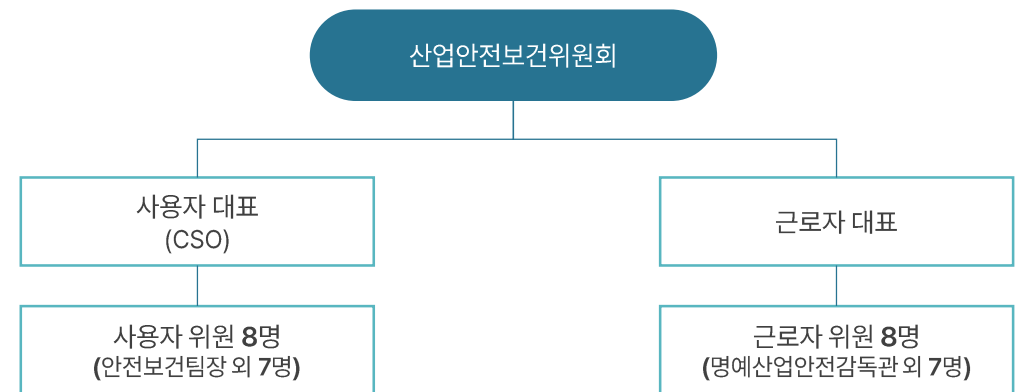 산업안전보건위원회
사용자 대표
(CSO)
근로자 대표
사용자 위원 8명
(안전보건팀장 외 7명)
근로자 위원 8명
(명예산업안전감독관 외 7명)